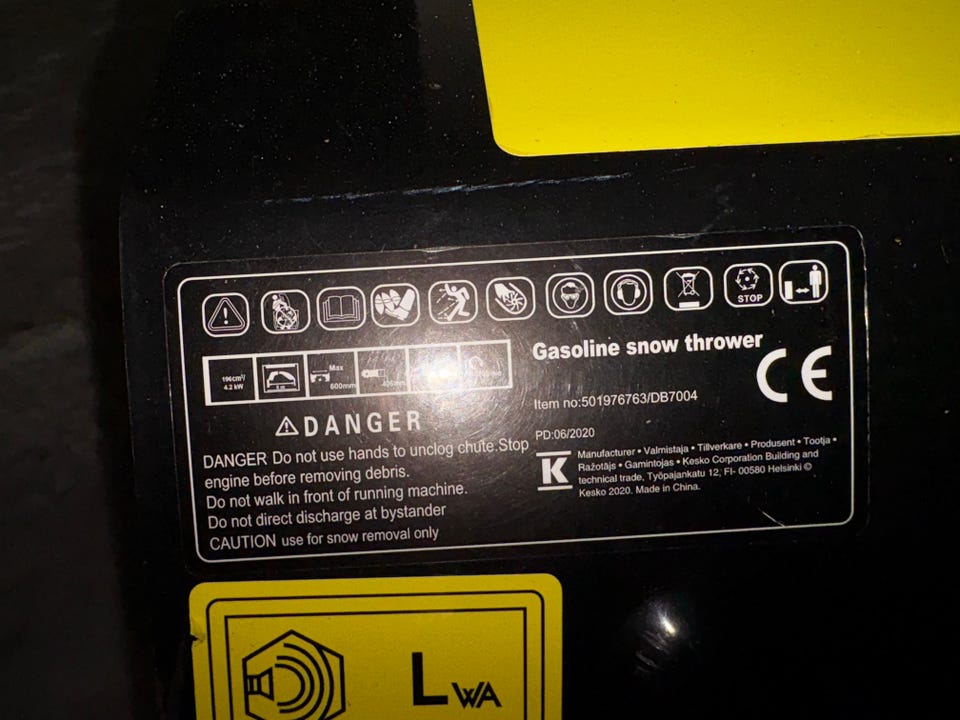 STOP
196cm³/
4.2 kW
Max
600mm
Gasoline snow thrower
CE
Item no:501976763/DB7004
PD:06/2020
K
Manufacturer • Valmistaja • Tillverkare • Produsent • Tootja •
Ražotājs • Gamintojas • Kesko Corporation Building and
technical trade, Työpajankatu 12, FI- 00580 Helsinki ©
Kesko 2020. Made in China.
DANGER
DANGER Do not use hands to unclog chute.Stop
engine before removing debris.
Do not walk in front of running machine.
Do not direct discharge at bystander
CAUTION use for snow removal only
LWA